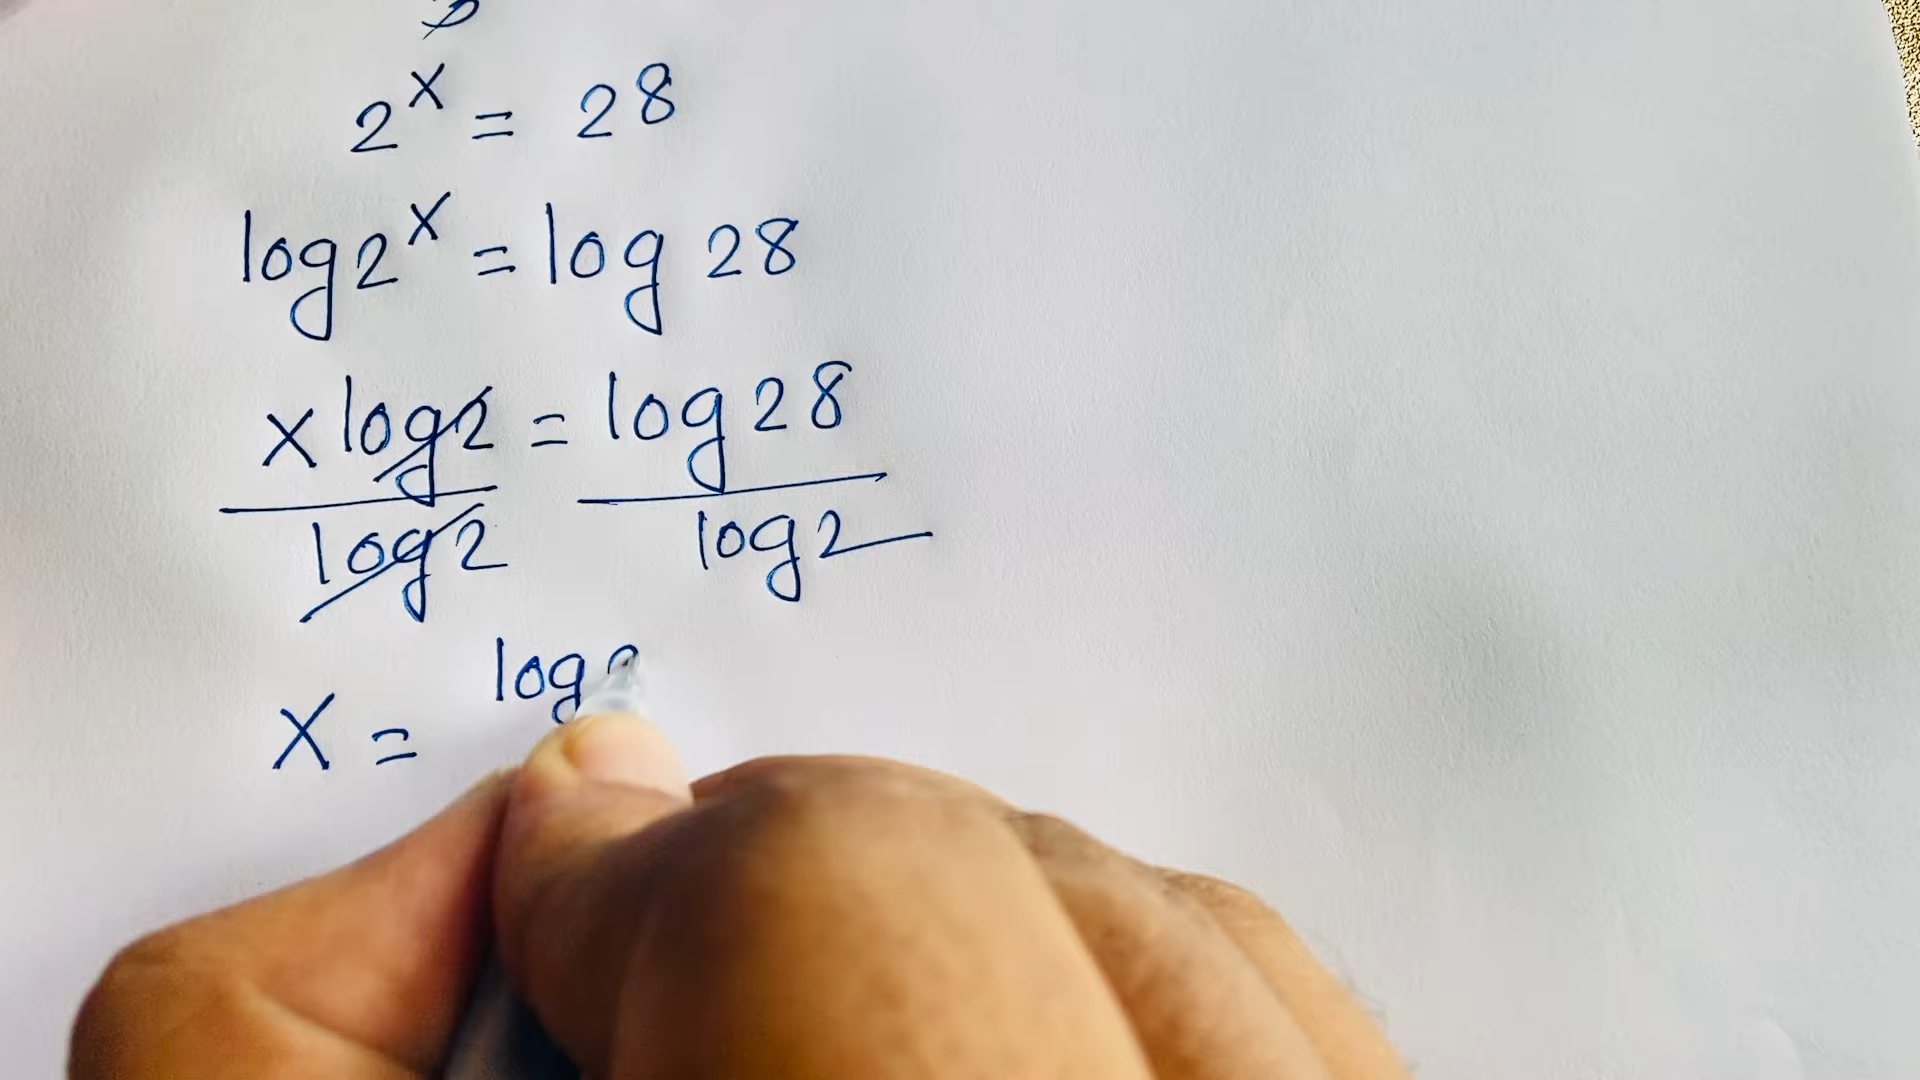 2^x = 28
log 2^x = log 28
x log 2 = log 28
log 2 log 2
x = log